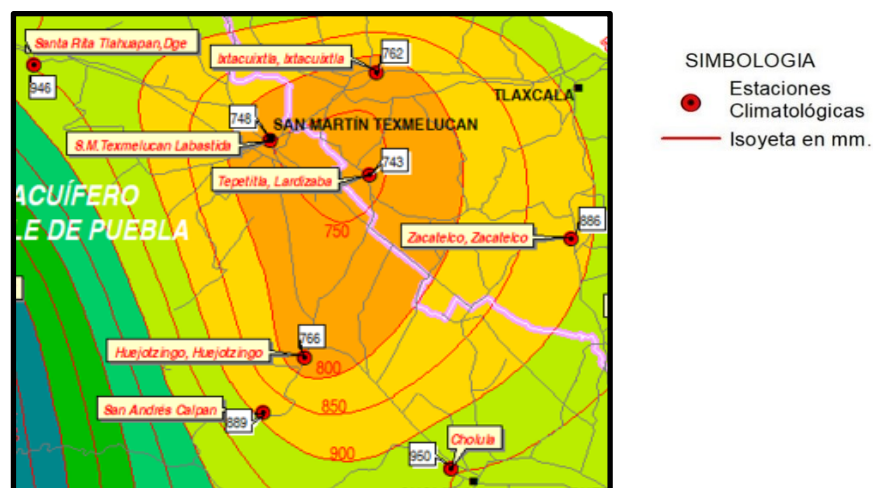 Santa Rita Tlahuapan,Dge
946
Ixtacuixtla, Ixtacuixtla
762
TLAXCALA
748
SAN MARTÍN TEXMELUCAN
S.M.Texmelucan Labastida
743
Tepetitla, Lardizaba
ACUÍFERO
LE DE PUEBLA
750
886
Zacatelco, Zacatelco
766
Huejotzingo, Huejotzingo
800
San Andrés Calpan
850
889
900
950
Cholula
SIMBOLOGIA
Estaciones
Climatológicas
Isoyeta en mm.